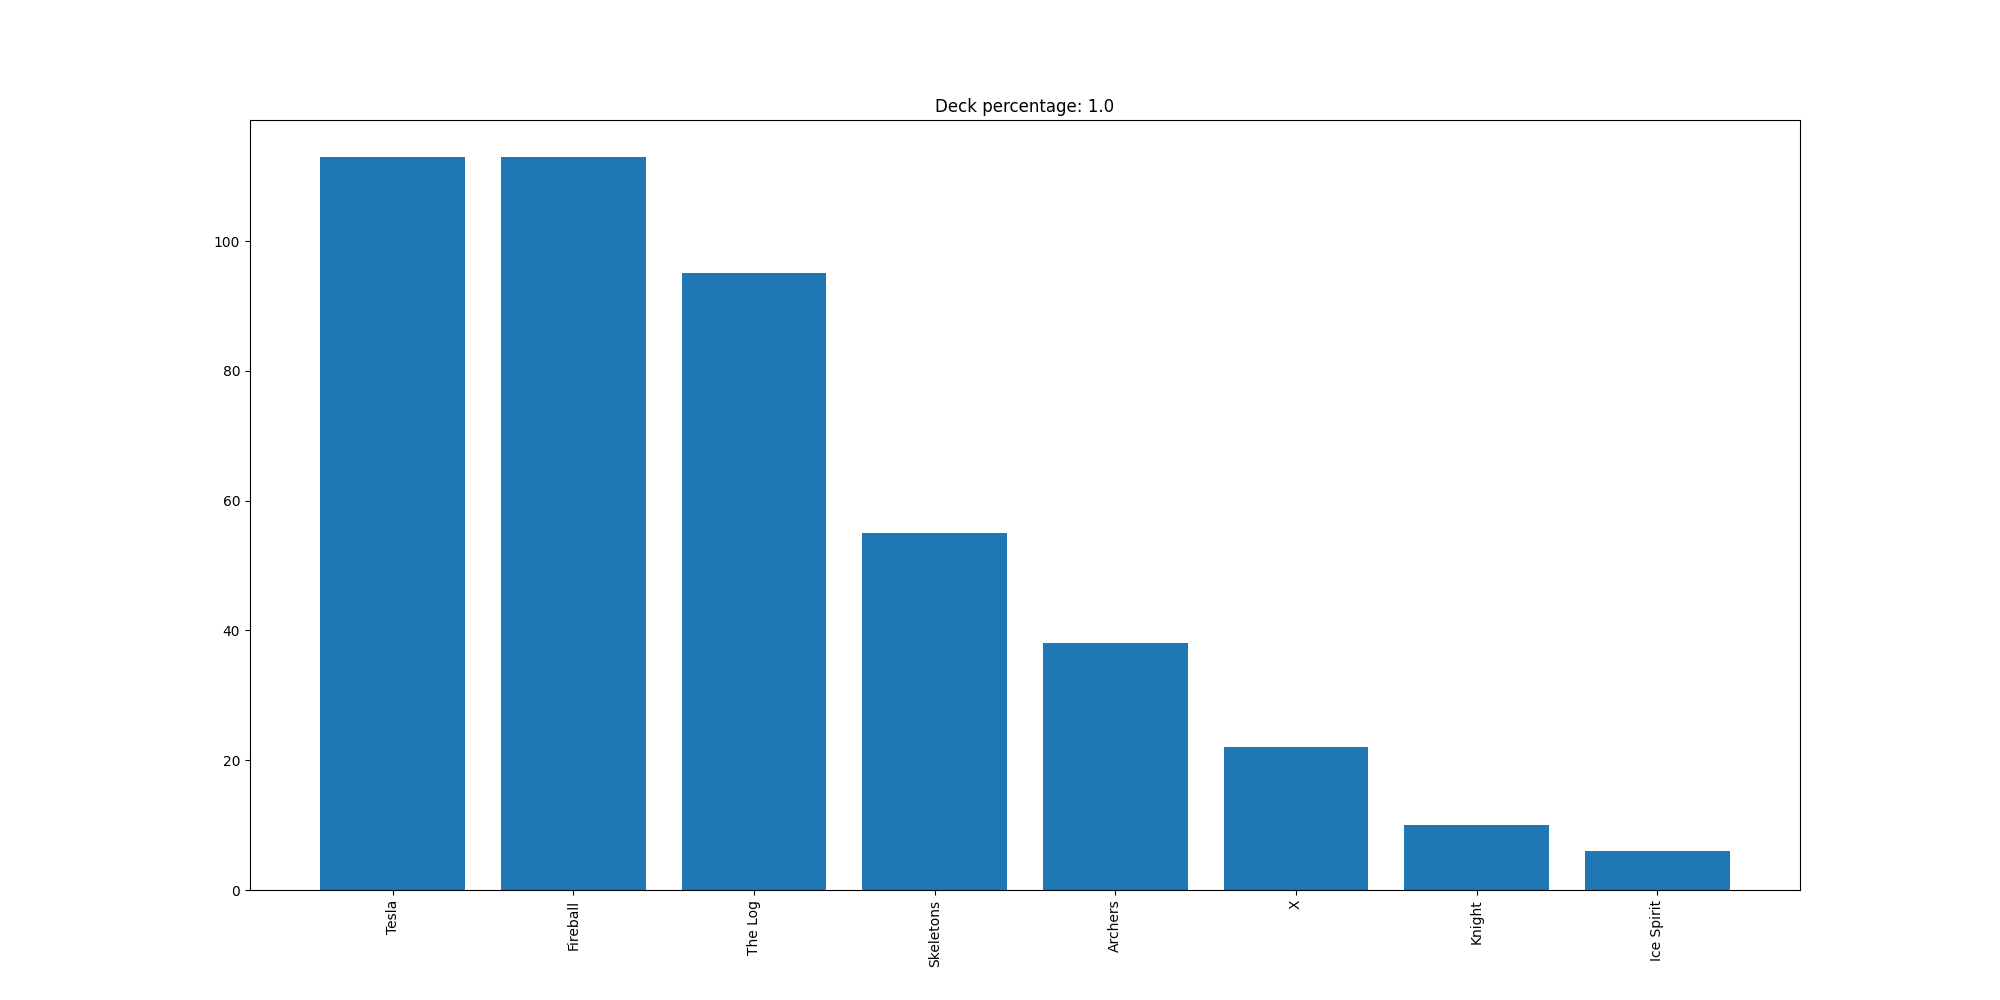 Deck percentage: 1.0
100
80
60
40
20
0
Tesla
Fireball
The Log
Skeletons
Archers
X
Knight
Ice Spirit